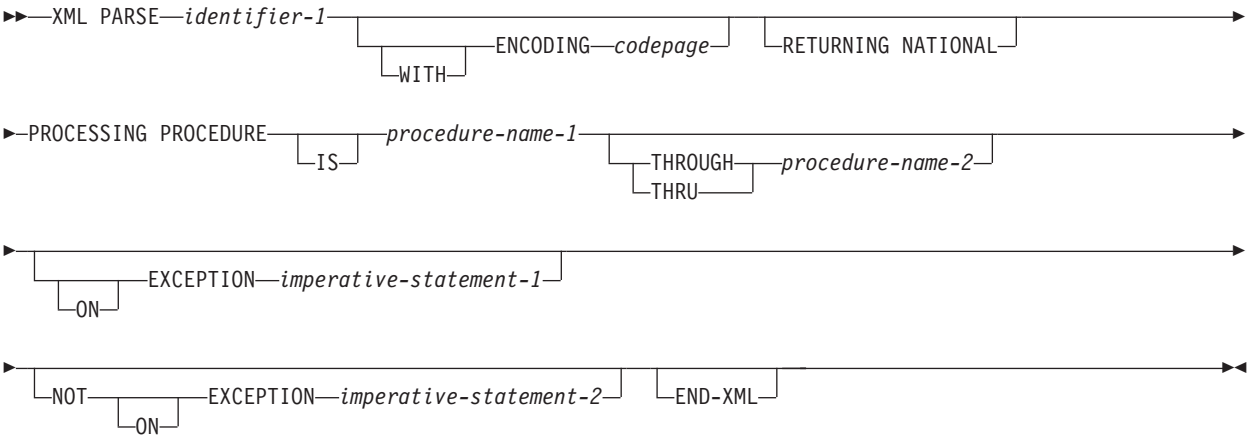 XML PARSE identifier-1
ENCODING codepage
WITH
RETURNING NATIONAL
PROCESSING PROCEDURE
IS
procedure-name-1
THROUGH
THRU
procedure-name-2
EXCEPTION imperative-statement-1
ON
NOT
ON
EXCEPTION imperative-statement-2
END-XML